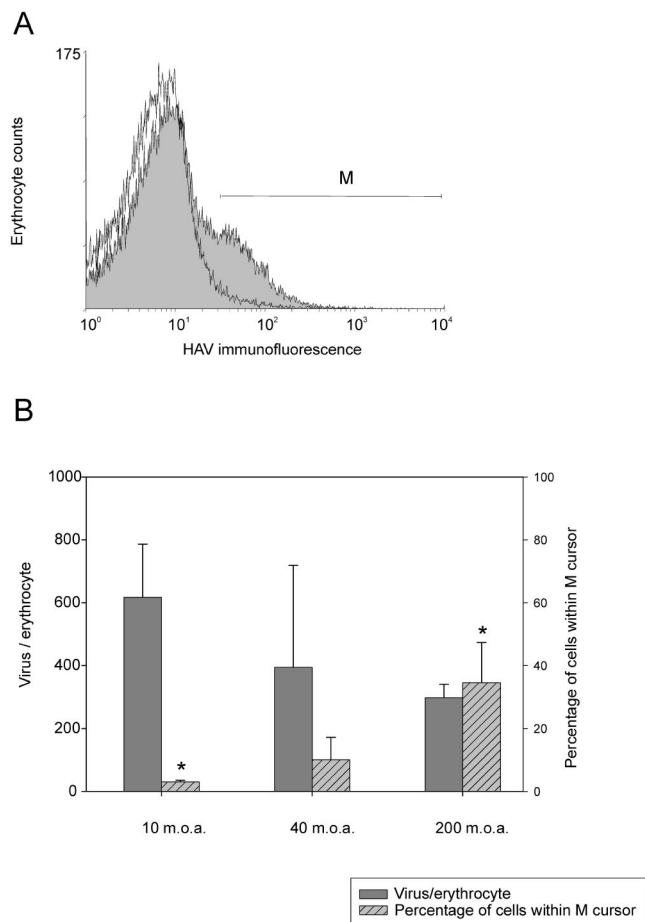 A
175
Erythrocyte counts
M
10⁰ 10¹ 10² 10³ 10⁴
HAV immunofluorescence
B
1000
800
600
400
200
0
Virus / erythrocyte
100
80
60
40
20
0
Percentage of cells within M cursor
*
*
10 m.o.a. 40 m.o.a. 200 m.o.a.
Virus/erythrocyte
Percentage of cells within M cursor